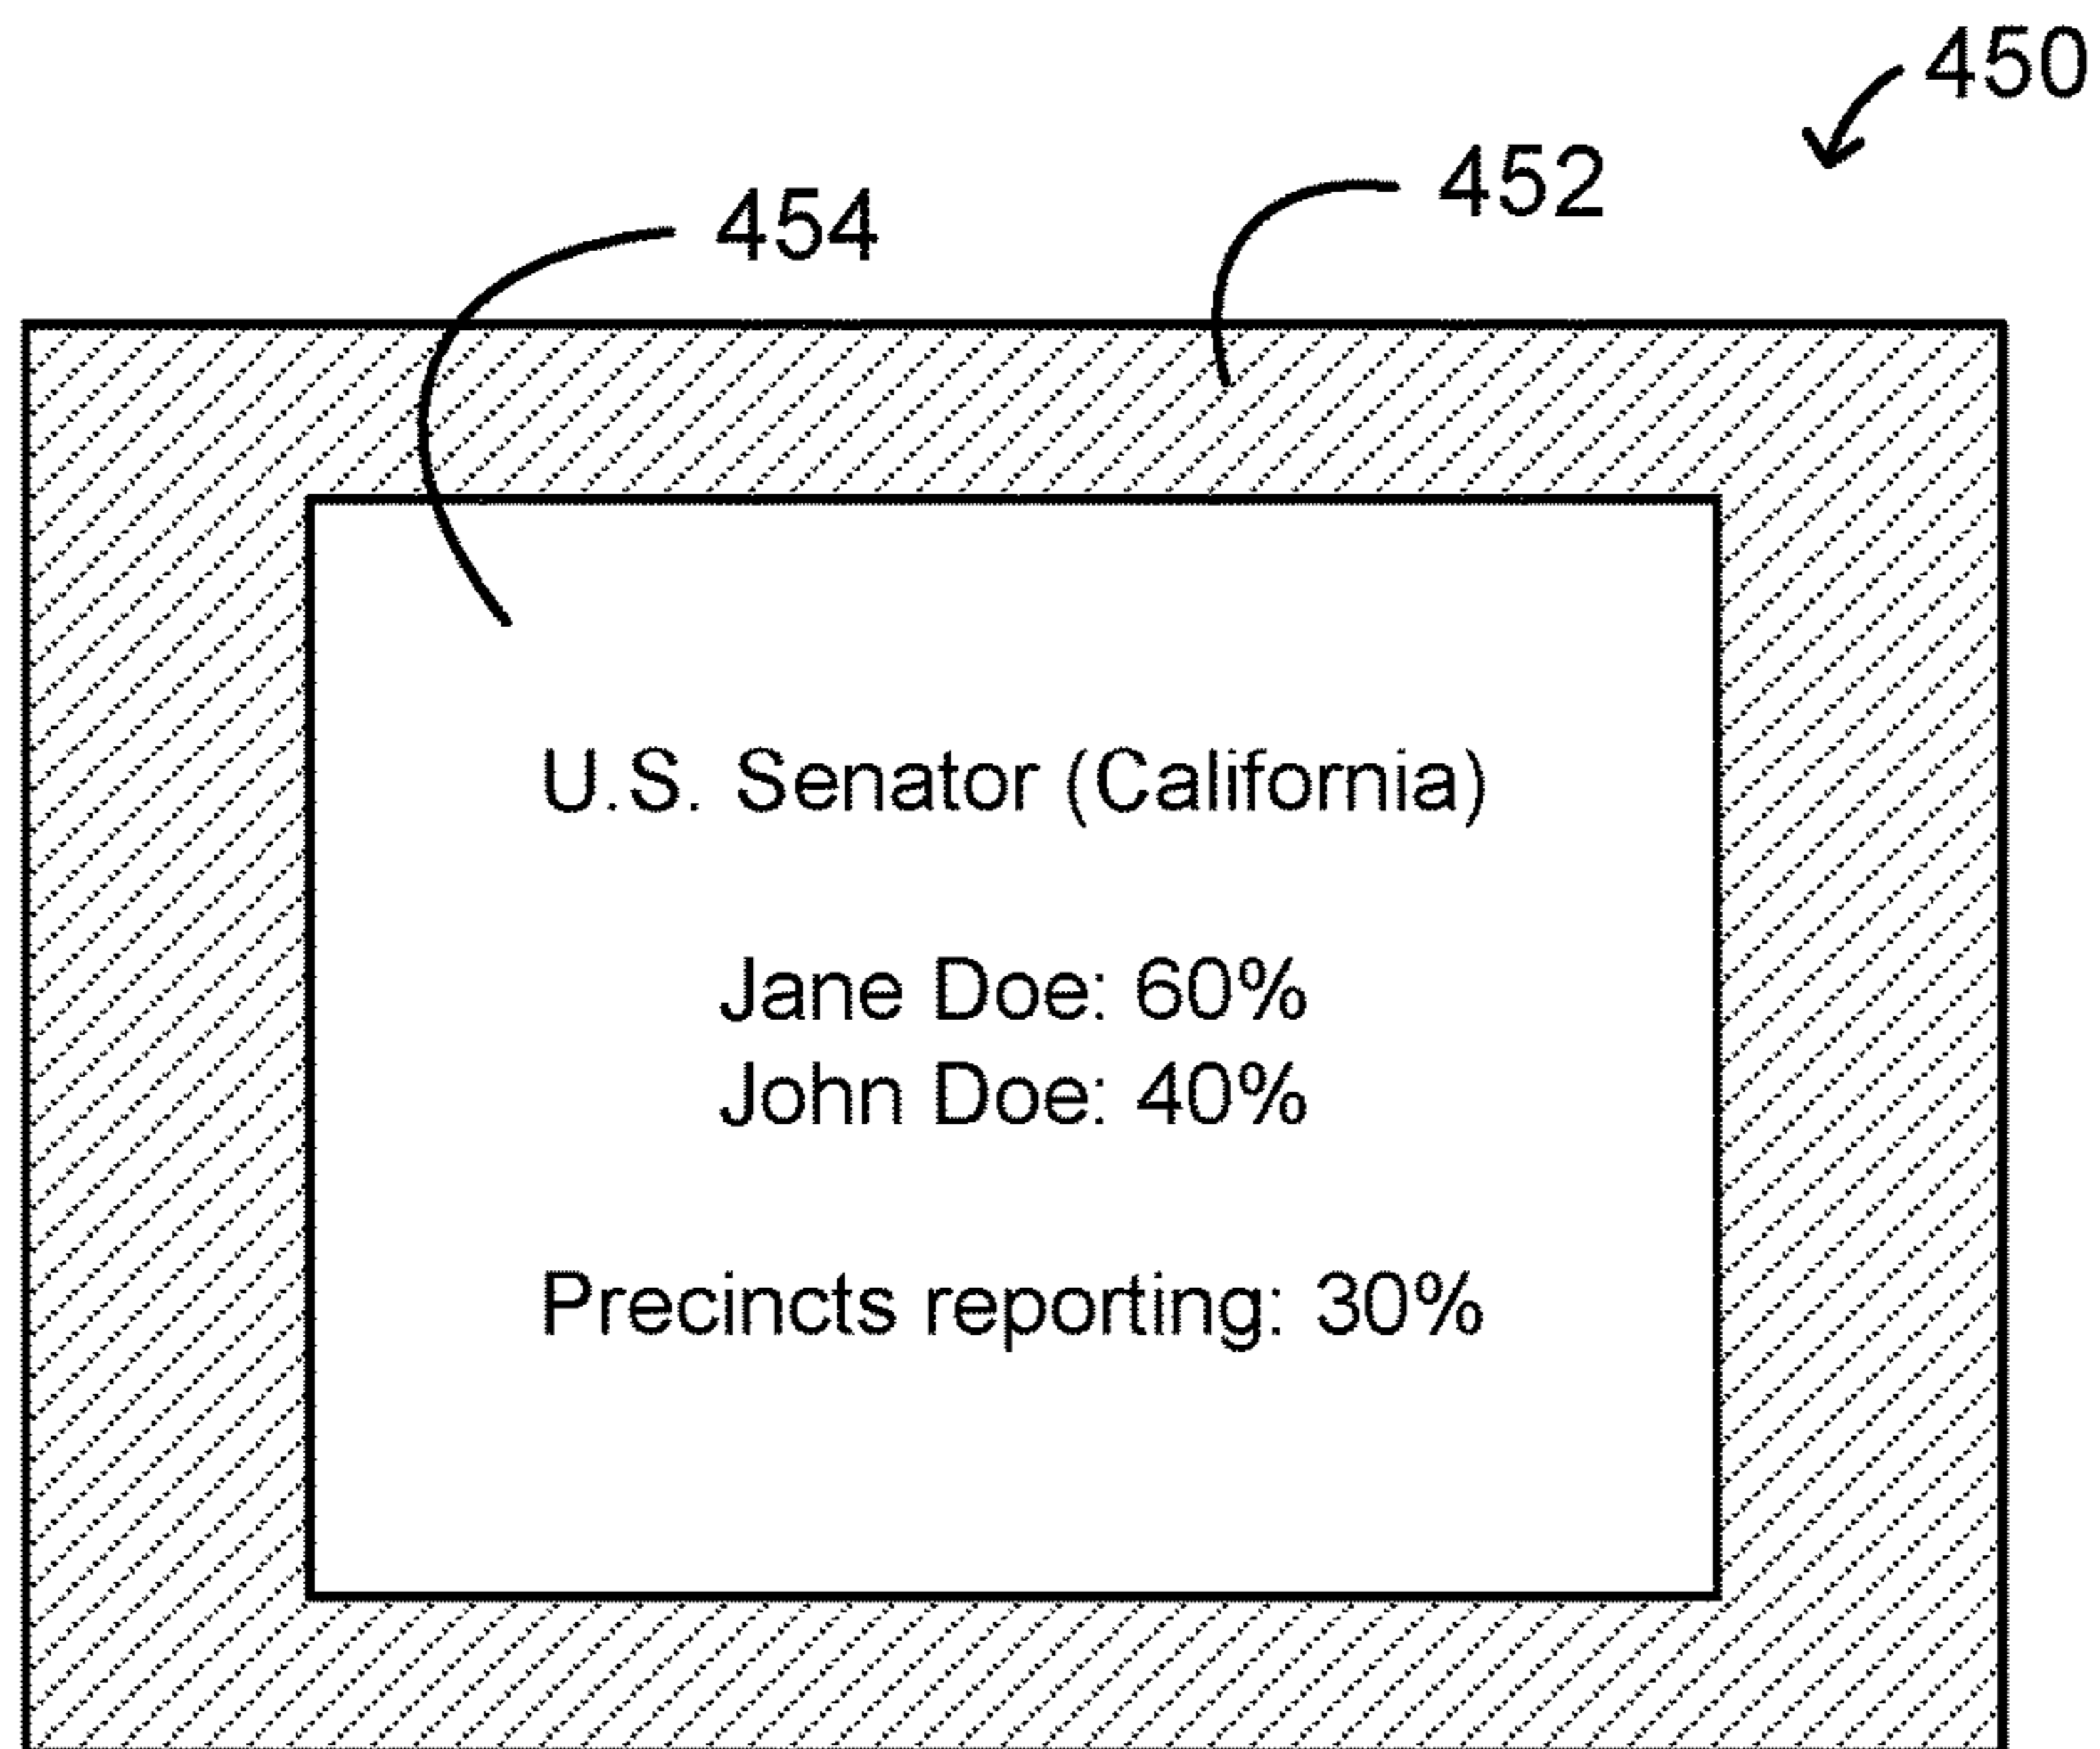 450
452
454
U.S. Senator (California)
Jane Doe: 60%
John Doe: 40%
Precincts reporting: 30%